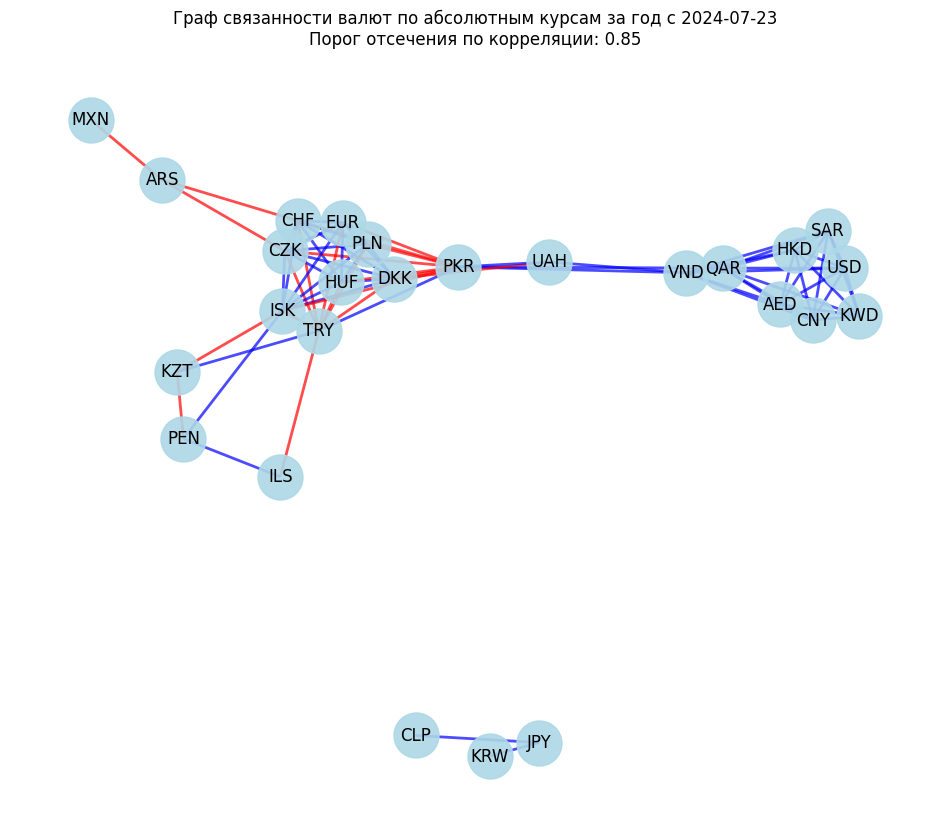 Граф связанности валют по абсолютным курсам за год с 2024-07-23
Порог отсечения по корреляции: 0.85
MXN
ARS
CHF
EUR
CZK
PLN
HUF
DKK
PKR
UAH
VND
QAR
HKD
SAR
USD
AED
CNY
KWD
ISK
TRY
KZT
PEN
ILS
CLP
KRW
JPY